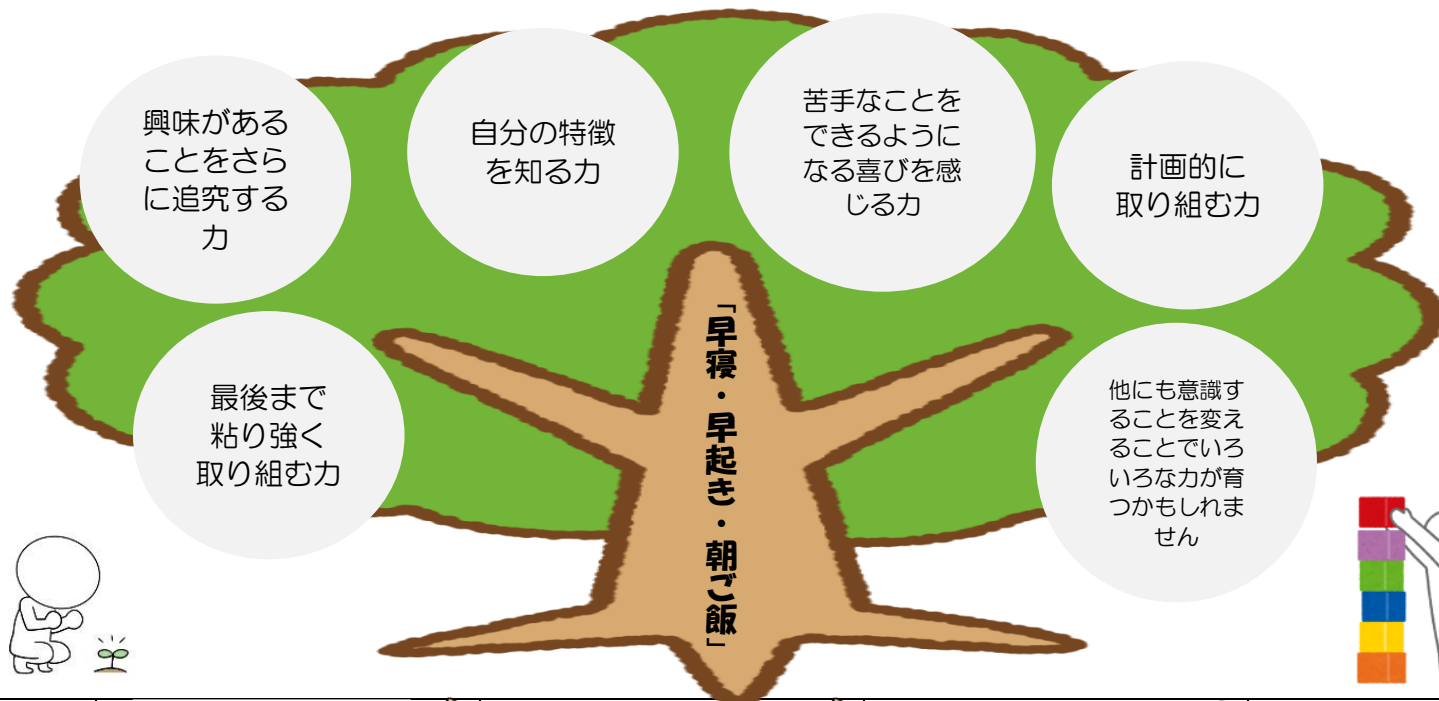 興味がある
ことをさら
に追究する
力
自分の特徴
を知る力
苦手なことを
できるように
なる喜びを感
じる力
計画的に
取り組む力
最後まで
粘り強く
取り組む力
「早寝・早起き・朝ご飯」
他にも意識す
ることを変え
ることでいろ
いろな力が育
つかもしれま
せん